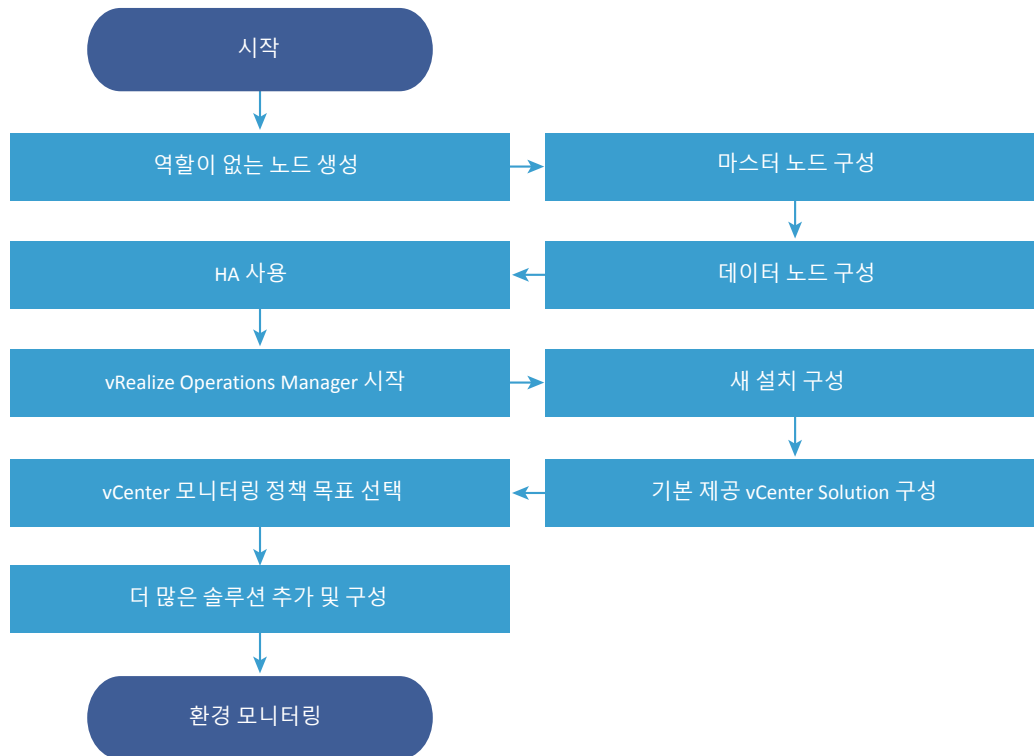 시작
역할이 없는 노드 생성
마스터 노드 구성
데이터 노드 구성
HA 사용
vRealize Operations Manager 시작
새 설치 구성
기본 제공 vCenter Solution 구성
vCenter 모니터링 정책 목표 선택
더 많은 솔루션 추가 및 구성
환경 모니터링